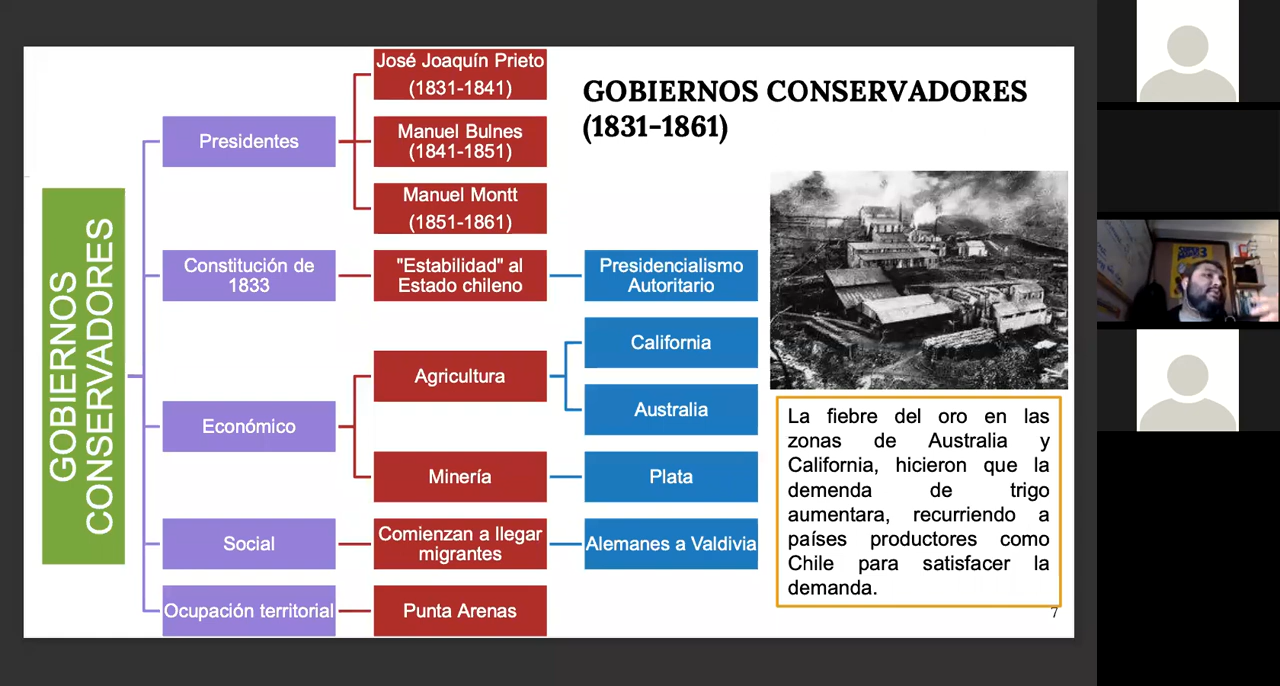 GOBIERNOS CONSERVADORES
(1831-1861)
GOBIERNOS
CONSERVADORES
Presidentes
José Joaquín Prieto
(1831-1841)
Manuel Bulnes
(1841-1851)
Manuel Montt
(1851-1861)
Constitución de
1833
"Estabilidad" al
Estado chileno
Presidencialismo
Autoritario
Económico
Agricultura
California
Australia
Minería
Plata
Social
Comienzan a llegar
migrantes
Alemanes a Valdivia
Ocupación territorial
Punta Arenas
La fiebre del oro en las
zonas de Australia y
California, hicieron que la
demenda de trigo
aumentara, recurriendo a
países productores como
Chile para satisfacer la
demanda.
7